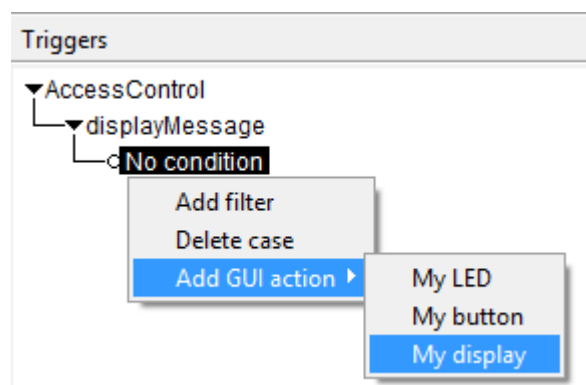 Triggers
AccessControl
displayMessage
No condition
Add filter
Delete case
Add GUI action
My LED
My button
My display